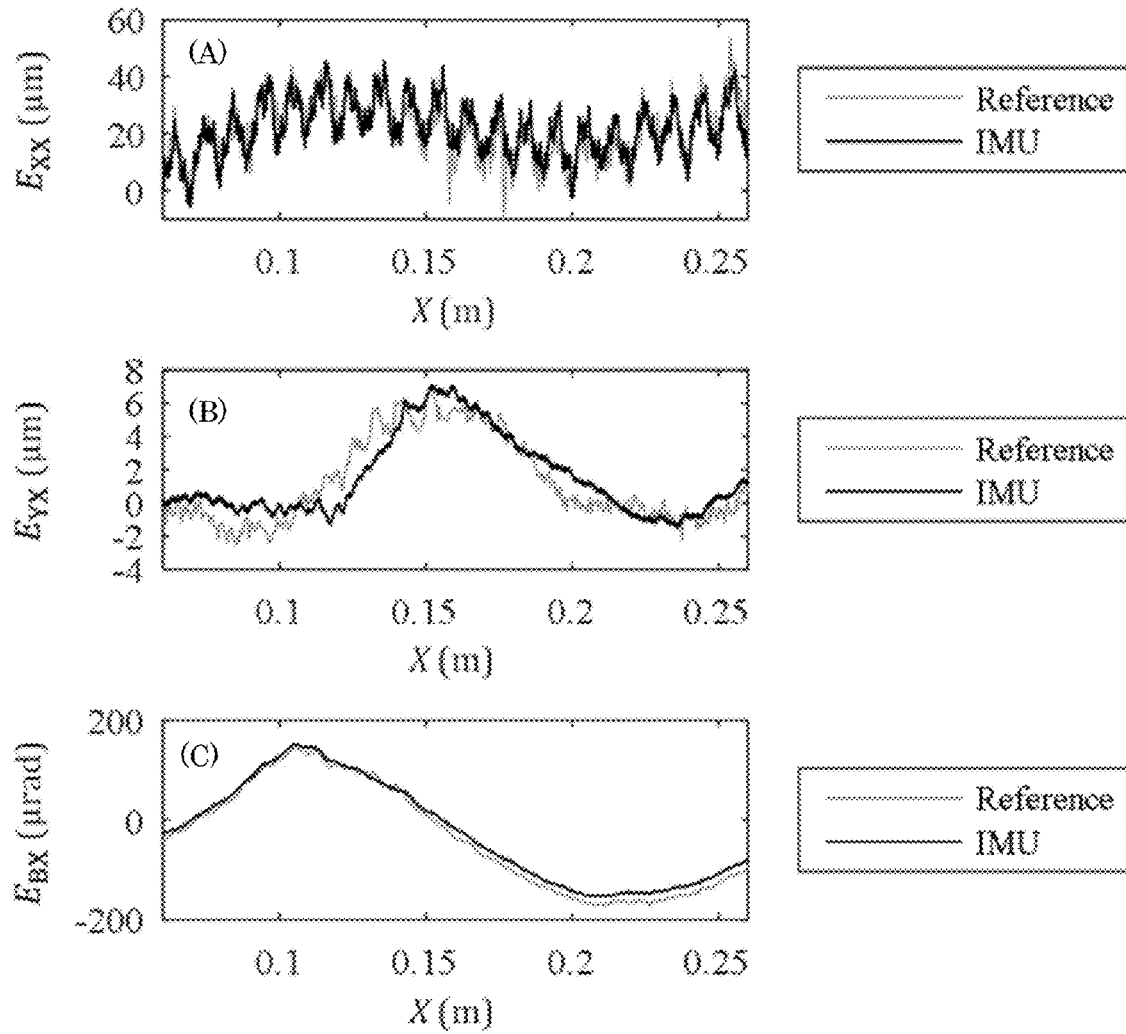 60
40
20
0
E_XX (μm)
(A)
0.1 0.15 0.2 0.25
X (m)
Reference
IMU
8
6
4
2
0
-2
-4
E_YX (μm)
(B)
0.1 0.15 0.2 0.25
X (m)
Reference
IMU
200
0
-200
E_BX (μrad)
(C)
0.1 0.15 0.2 0.25
X (m)
Reference
IMU